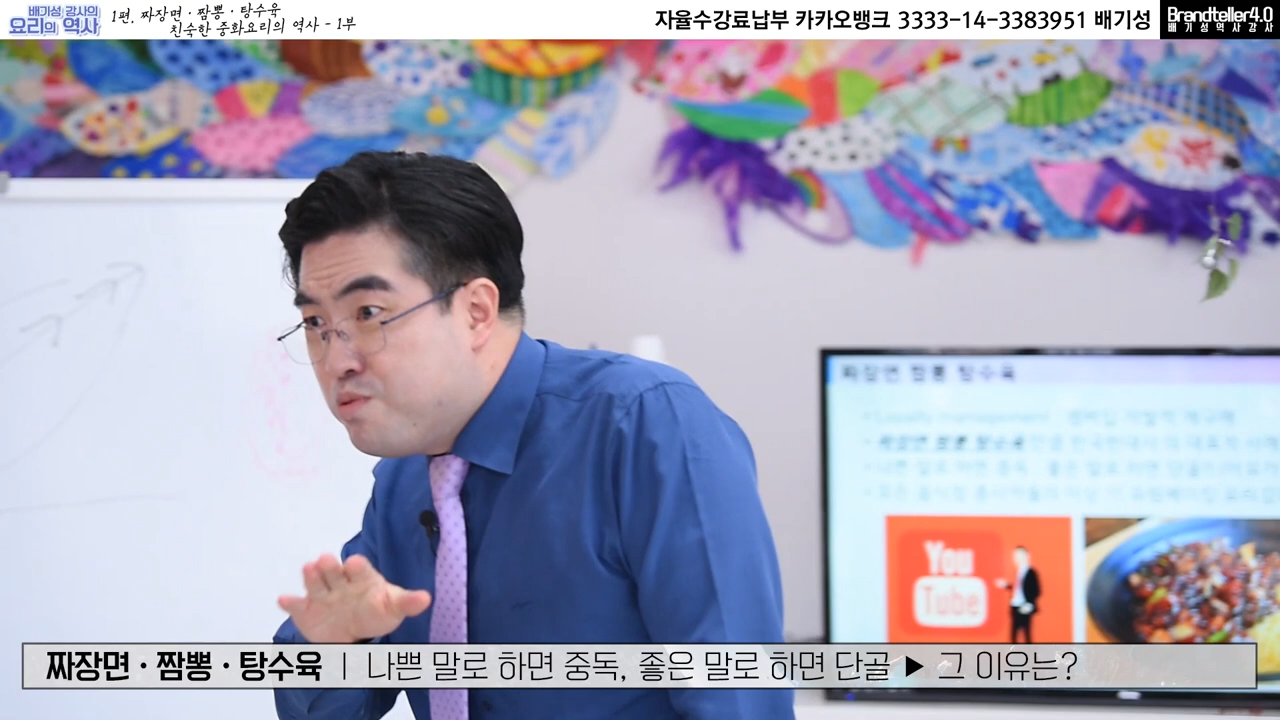 배기성 강사의
요리의 역사
1편. 짜장면·짬뽕·탕수육
친숙한 중화요리의 역사 - 1부
자율수강료납부 카카오뱅크 3333-14-3383951 배기성
Brandteller4.0
배기성역사강사
짜장면 짬뽕 탕수육
You
Tube
짜장면·짬뽕·탕수육 | 나쁜 말로 하면 중독, 좋은 말로 하면 단골 ▶ 그 이유는?